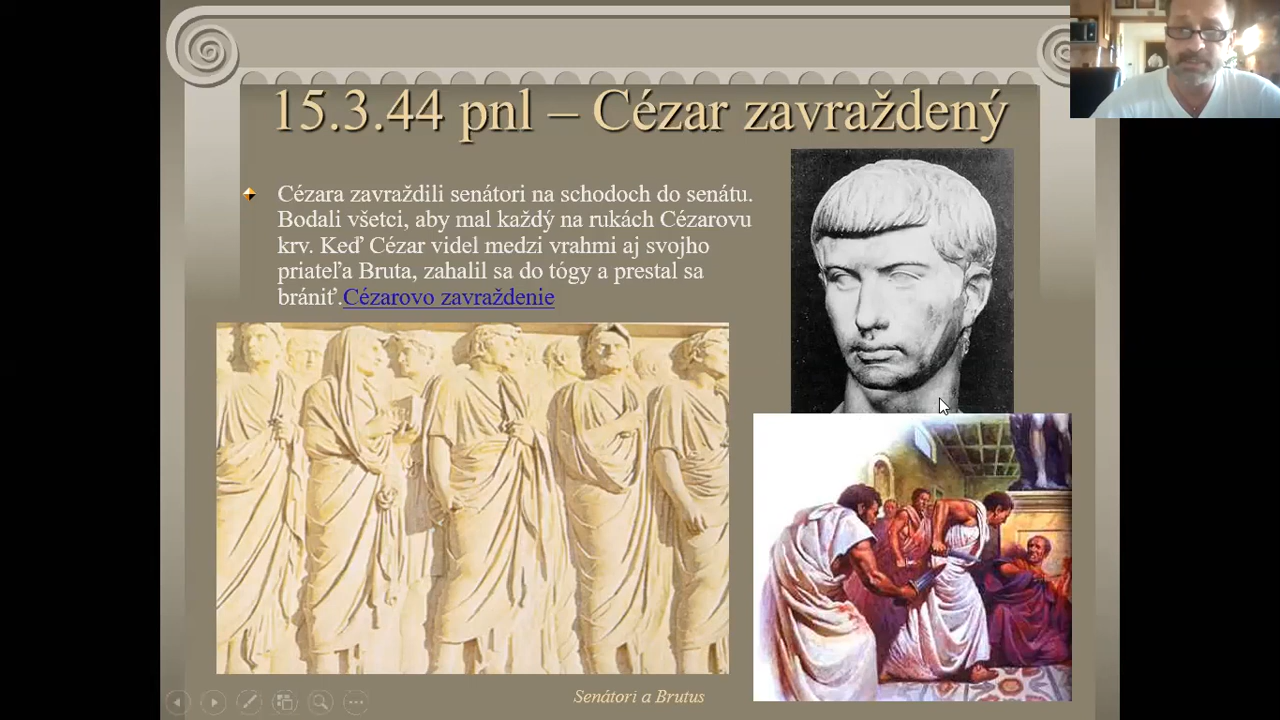 15.3.44 pnl – Cézar zavraždený
Cézara zavraždili senátori na schodoch do senátu.
Bodali všetci, aby mal každý na rukách Cézarovu
krv. Keď Cézar videl medzi vrahmi aj svojho
priateľa Bruta, zahalil sa do tógy a prestal sa
brániť.Cézarovo zavraždenie
Senátori a Brutus